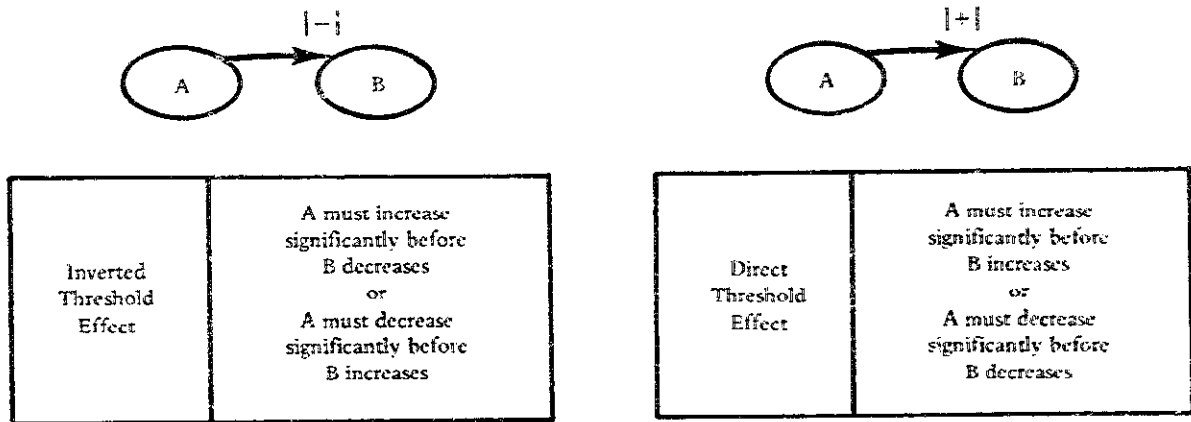 |−|
A
B
Inverted
Threshold
Effect
A must increase
significantly before
B decreases
or
A must decrease
significantly before
B increases
|+|
A
B
Direct
Threshold
Effect
A must increase
significantly before
B increases
or
A must decrease
significantly before
B decreases